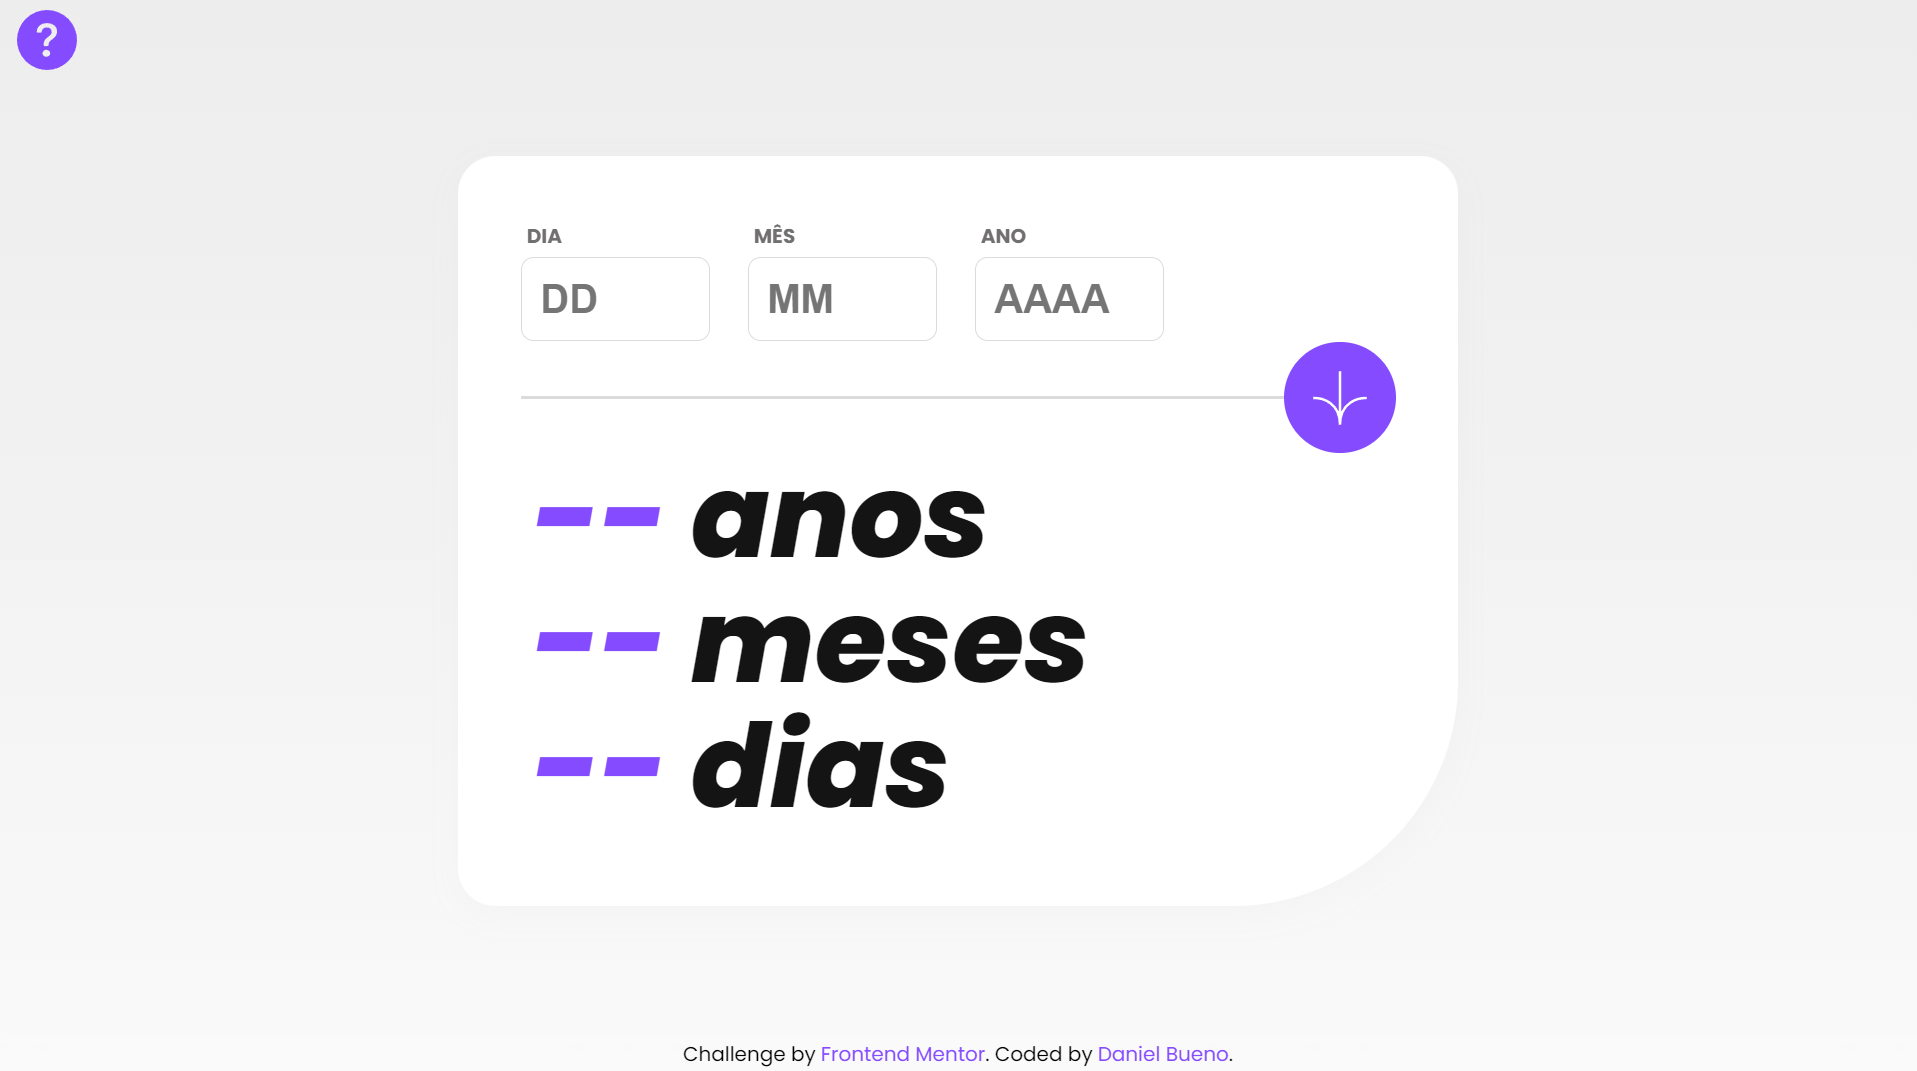 ?
DIA MÊS ANO
DD MM AAAA
-- anos
-- meses
-- dias
Challenge by Frontend Mentor. Coded by Daniel Bueno.